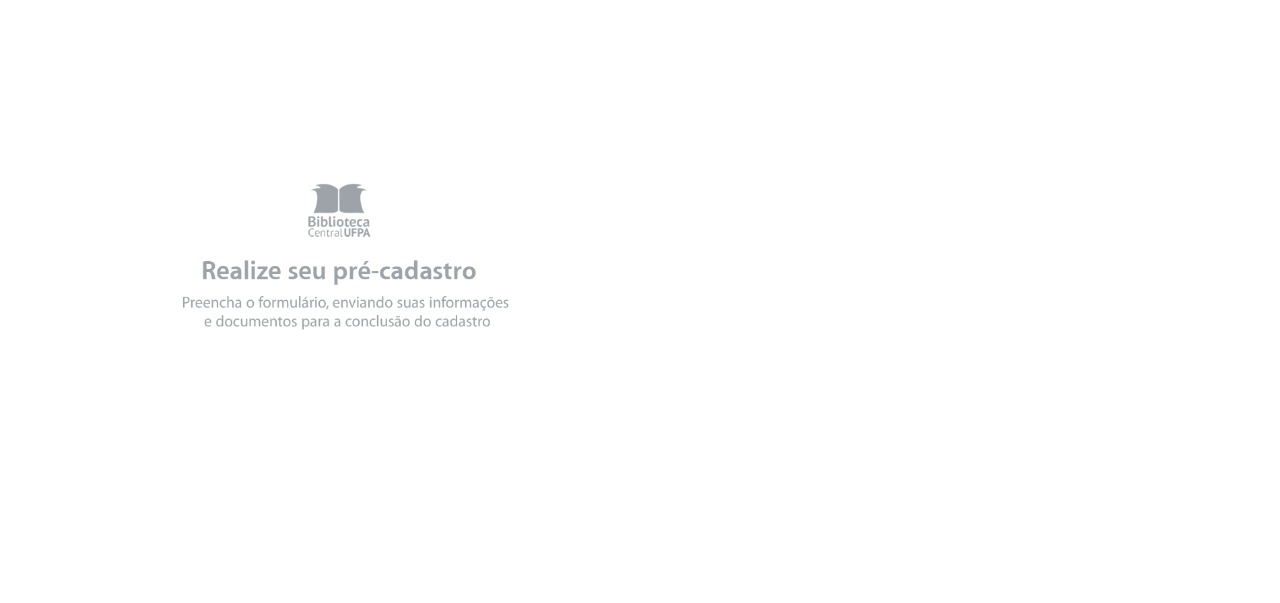 Biblioteca
Central UFPA
Realize seu pré-cadastro
Preencha o formulário, enviando suas informações
e documentos para a conclusão do cadastro